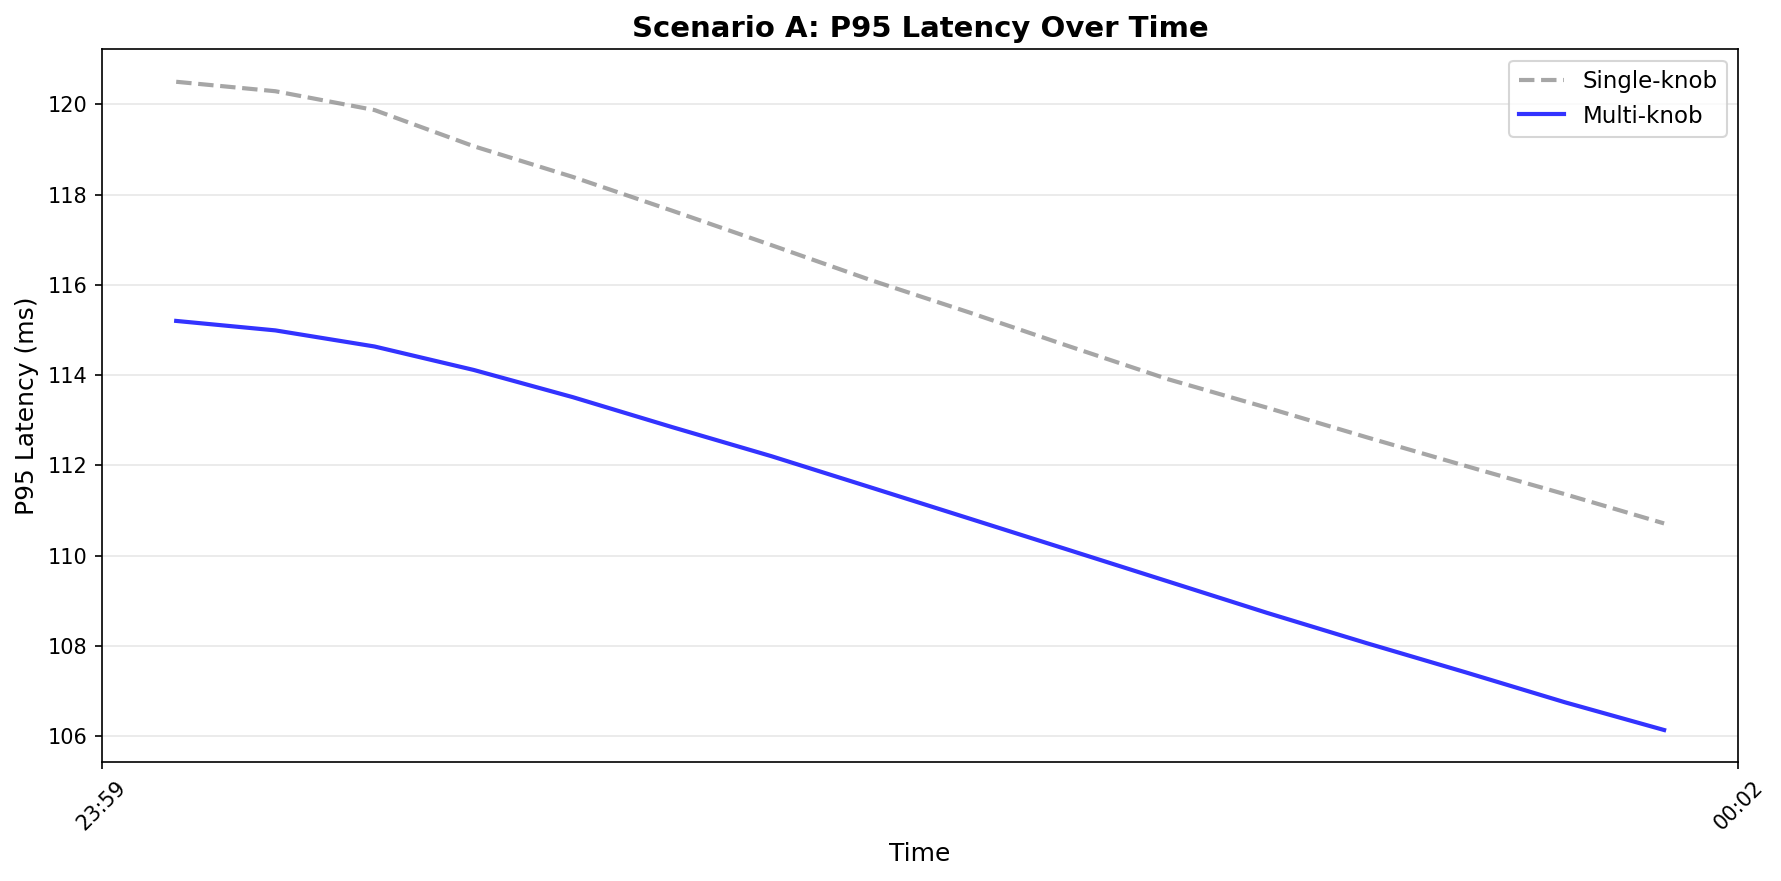 Scenario A: P95 Latency Over Time
Single-knob
Multi-knob
P95 Latency (ms)
120
118
116
114
112
110
108
106
23:59
00:02
Time